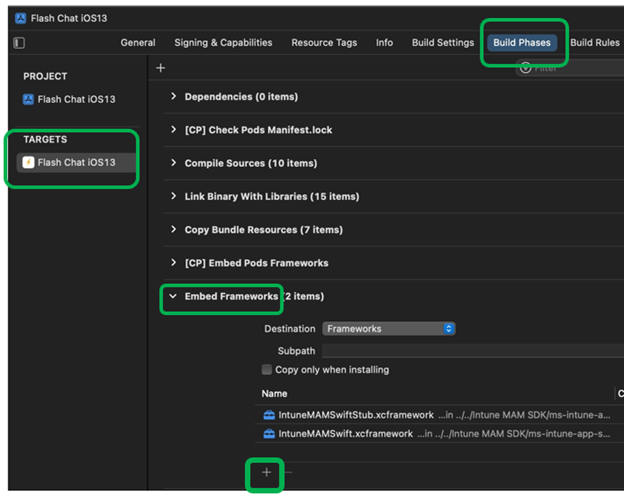 Flash Chat iOS13
General Signing & Capabilities Resource Tags Info Build Settings Build Phases Build Rules
PROJECT
Flash Chat iOS13
TARGETS
Flash Chat iOS13
+
Filter
Dependencies (0 items)
[CP] Check Pods Manifest.lock
Compile Sources (10 items)
Link Binary With Libraries (15 items)
Copy Bundle Resources (7 items)
[CP] Embed Pods Frameworks
Embed Frameworks (2 items)
Destination Frameworks
Subpath
Copy only when installing
Name C
IntuneMAMSwiftStub.xcframework ...in ../../Intune MAM SDK/ms-intune-a...
IntuneMAMSwift.xcframework ...in ../../Intune MAM SDK/ms-intune-app-s...
+ −